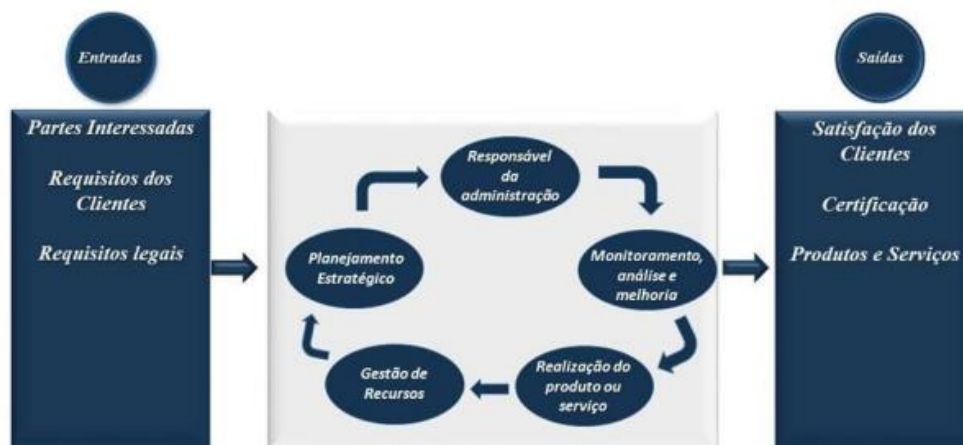 Entradas
Partes Interessadas
Requisitos dos
Clientes
Requisitos legais
Responsável
da
administração
Monitoramento,
análise e
melhoria
Realização do
produto ou
serviço
Gestão de
Recursos
Planejamento
Estratégico
Saídas
Satisfação dos
Clientes
Certificação
Produtos e Serviços